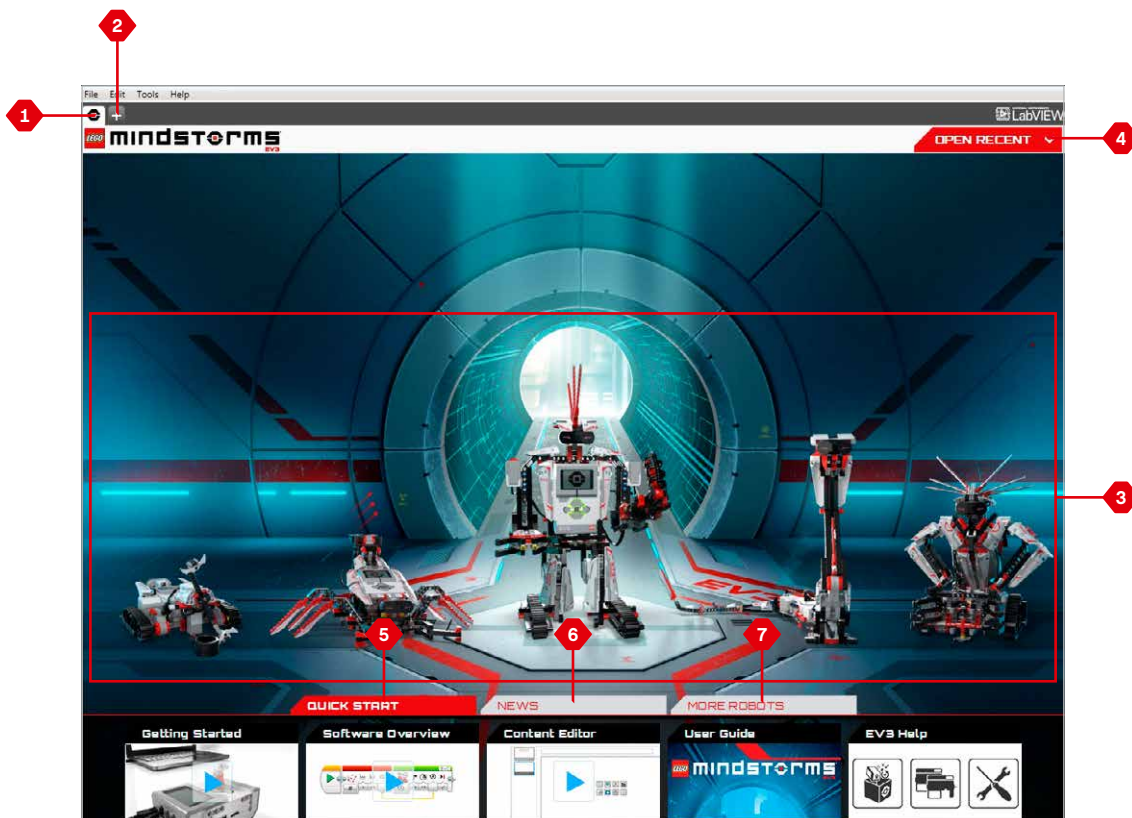 2
File Edit Tools Help
1
+
LabVIEW
LEGO mindstorms
EV3
OPEN RECENT
4
EV3
3
5
6
7
QUICK START
NEWS
MORE ROBOTS
Getting Started
Software Overview
Content Editor
User Guide
EV3 Help
LEGO mindstorms